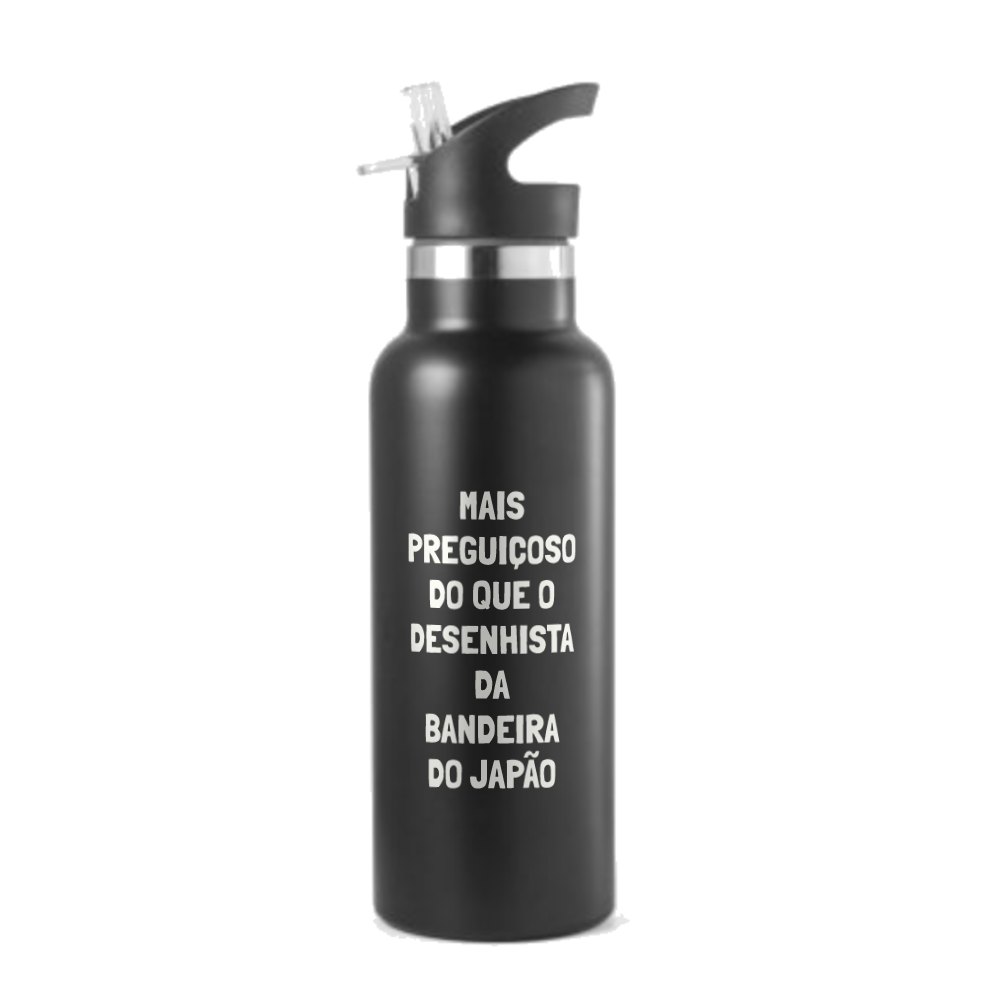 MAIS
PREGUIÇOSO
DO QUE O
DESENHISTA
DA
BANDEIRA
DO JAPÃO